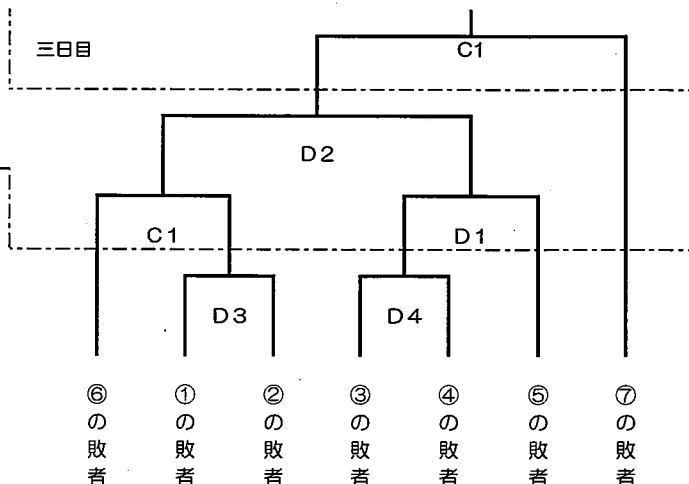 三日目
C1
D2
C1
D1
D3
D4
⑥の敗者
①の敗者
②の敗者
③の敗者
④の敗者
⑤の敗者
⑦の敗者